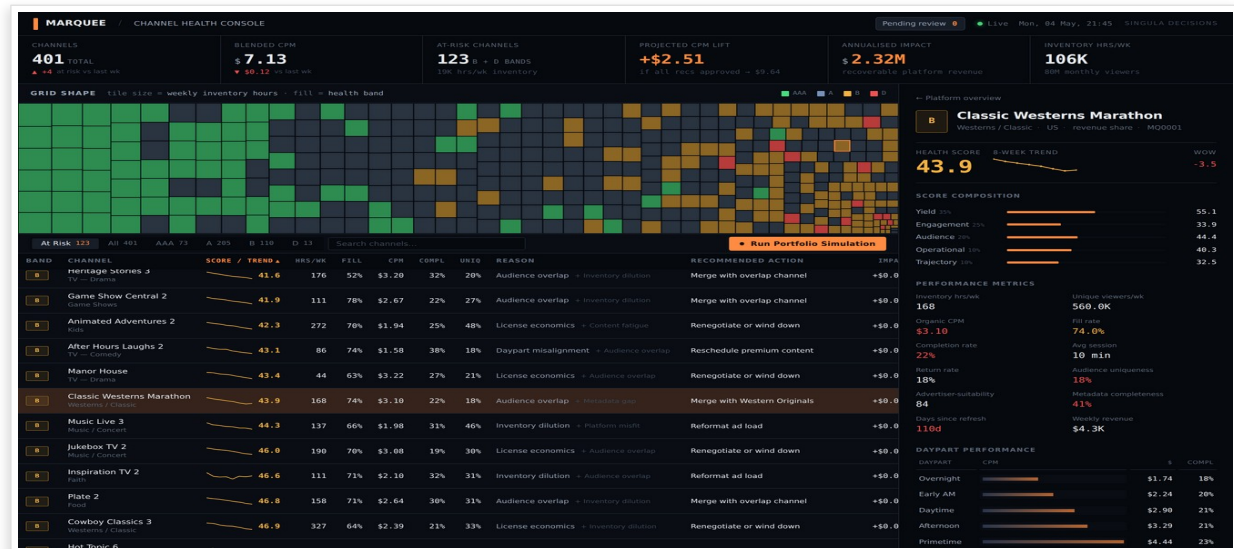 MARQUEE / CHANNEL HEALTH CONSOLE
Pending review 0
Live Mon, 04 May, 21:45 SINGULA DECISIONS
CHANNELS
401 TOTAL
▲ +4 at risk vs last wk
BLENDED CPM
$ 7.13
▼ $0.12 vs last wk
AT-RISK CHANNELS
123 B + D BANDS
19K hrs/wk inventory
PROJECTED CPM LIFT
+$2.51
if all recs approved → $9.64
ANNUALISED IMPACT
$ 2.32M
recoverable platform revenue
INVENTORY HRS/WK
106K
80M monthly viewers
GRID SHAPE tile size = weekly inventory hours · fill = health band
AAA A B D
At Risk 123 All 401 AAA 73 A 205 B 110 D 13 Search channels...
Run Portfolio Simulation
BAND CHANNEL SCORE / TREND ▲ HRS/WK FILL CPM COMPL UNIQ REASON RECOMMENDED ACTION IMPA
B Heritage Stories 3 41.6 176 52% $3.20 32% 20% Audience overlap + Inventory dilution Merge with overlap channel +$0.0
TV — Drama
B Game Show Central 2 41.9 111 78% $2.67 22% 27% Audience overlap + Inventory dilution Merge with overlap channel +$0.0
Game Shows
B Animated Adventures 2 42.3 272 70% $1.94 25% 48% License economics + Content fatigue Renegotiate or wind down +$0.0
Kids
B After Hours Laughs 2 43.1 86 74% $1.58 38% 18% Daypart misalignment + Audience overlap Reschedule premium content +$0.0
TV — Comedy
B Manor House 43.4 44 63% $3.22 27% 21% License economics + Audience overlap Renegotiate or wind down +$0.0
TV — Drama
B Classic Westerns Marathon 43.9 168 74% $3.10 22% 18% Audience overlap + Metadata gap Merge with Western Originals +$0.0
Westerns / Classic
B Music Live 3 44.3 137 66% $1.98 31% 46% Inventory dilution + Platform misfit Reformat ad load +$0.0
Music / Concert
B Jukebox TV 2 46.0 190 70% $3.08 19% 30% License economics + Audience overlap Renegotiate or wind down +$0.0
Music / Concert
B Inspiration TV 2 46.6 111 71% $2.10 32% 31% Inventory dilution + Audience overlap Reformat ad load +$0.0
Faith
B Plate 2 46.8 158 71% $2.64 30% 31% Audience overlap + Inventory dilution Merge with overlap channel +$0.0
Food
B Cowboy Classics 3 46.9 327 64% $2.39 21% 33% License economics + Inventory dilution Renegotiate or wind down +$0.0
Westerns / Classic
Hot Topic 6
← Platform overview
B Classic Westerns Marathon
Westerns / Classic · US · revenue share · MQ0001
HEALTH SCORE 8-WEEK TREND WOW
43.9 -3.5
SCORE COMPOSITION
Yield 35% 55.1
Engagement 25% 33.9
Audience 20% 44.4
Operational 10% 40.3
Trajectory 10% 32.5
PERFORMANCE METRICS
Inventory hrs/wk Unique viewers/wk
168 560.0K
Organic CPM Fill rate
$3.10 74.0%
Completion rate Avg session
22% 10 min
Return rate Audience uniqueness
18% 18%
Advertiser-suitability Metadata completeness
84 41%
Days since refresh Weekly revenue
110d $4.3K
DAYPART PERFORMANCE
DAYPART CPM $ COMPL
Overnight $1.74 18%
Early AM $2.24 20%
Daytime $2.90 21%
Afternoon $3.29 21%
Primetime $4.44 23%